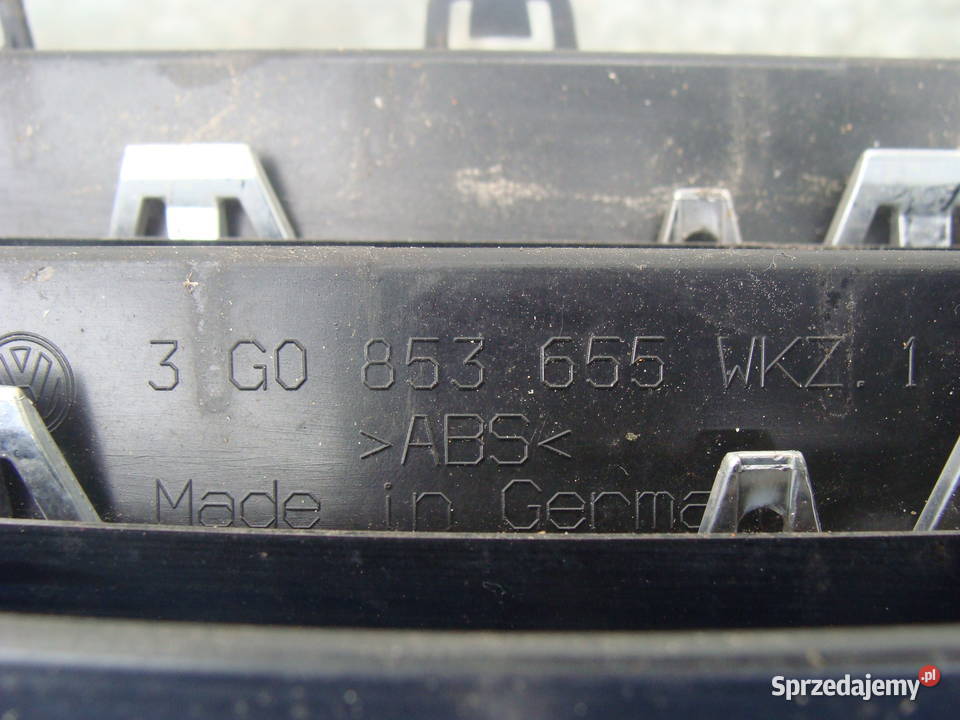 3 G0 853 655 WKZ. 1
>ABS<
Made in Germa
Sprzedajemy.pl